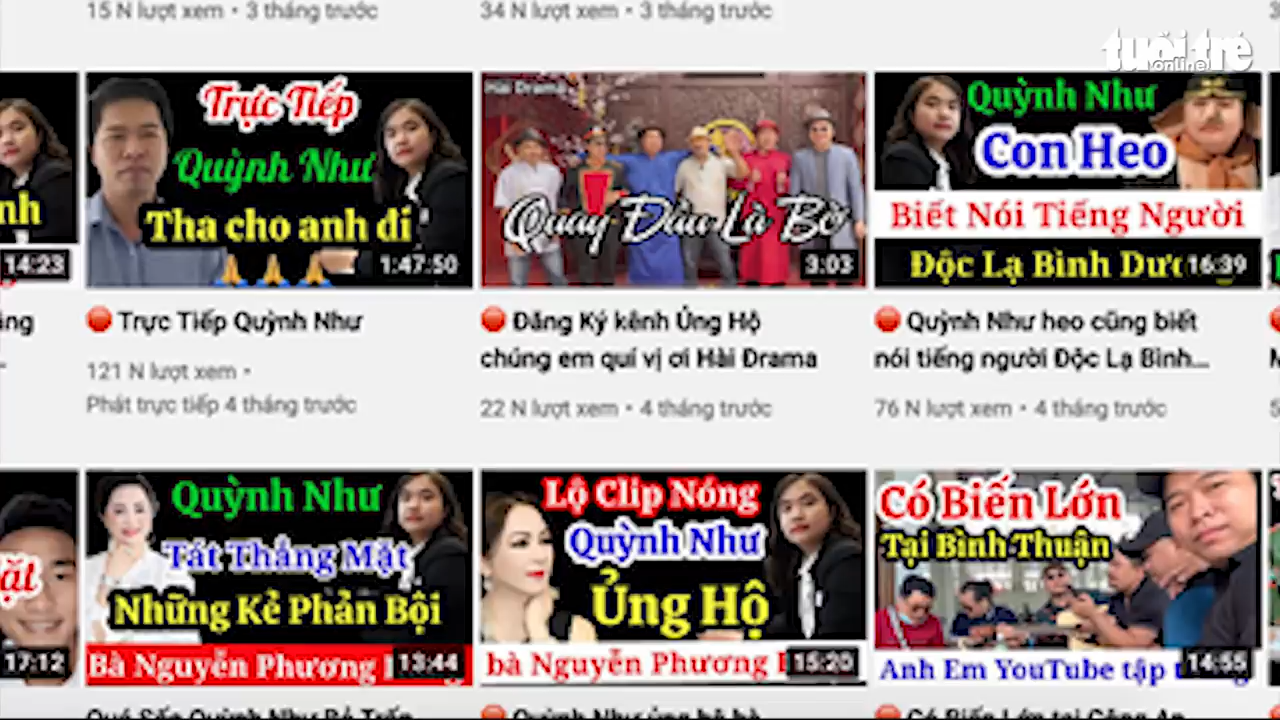 15 N lượt xem • 3 tháng trước
34 N lượt xem • 3 tháng trước
tuổi trẻ
online
nh
14:23
Trực Tiếp
Quỳnh Như
Tha cho anh đi
1:47:50
Hài Drama
Quay Đầu Là Bờ
3:03
Quỳnh Như
Con Heo
Biết Nói Tiếng Người
Độc Lạ Bình
16:39
Trực Tiếp Quỳnh Như
121 N lượt xem •
Phát trực tiếp 4 tháng trước
Đăng Ký kênh Ủng Hộ
chúng em quí vị ơi Hài Drama
22 N lượt xem • 4 tháng trước
Quỳnh Như heo cũng biết
nói tiếng người Độc Lạ Bình...
76 N lượt xem • 4 tháng trước
17:12
Quỳnh Như
Tát Thẳng Mặt
Những Kẻ Phản Bội
Bà Nguyễn Phương
13:44
Lộ Clip Nóng
Quỳnh Như
Ủng Hộ
bà Nguyễn Phương
15:20
Có Biến Lớn
Tại Bình Thuận
Anh Em YouTube tập
14:55